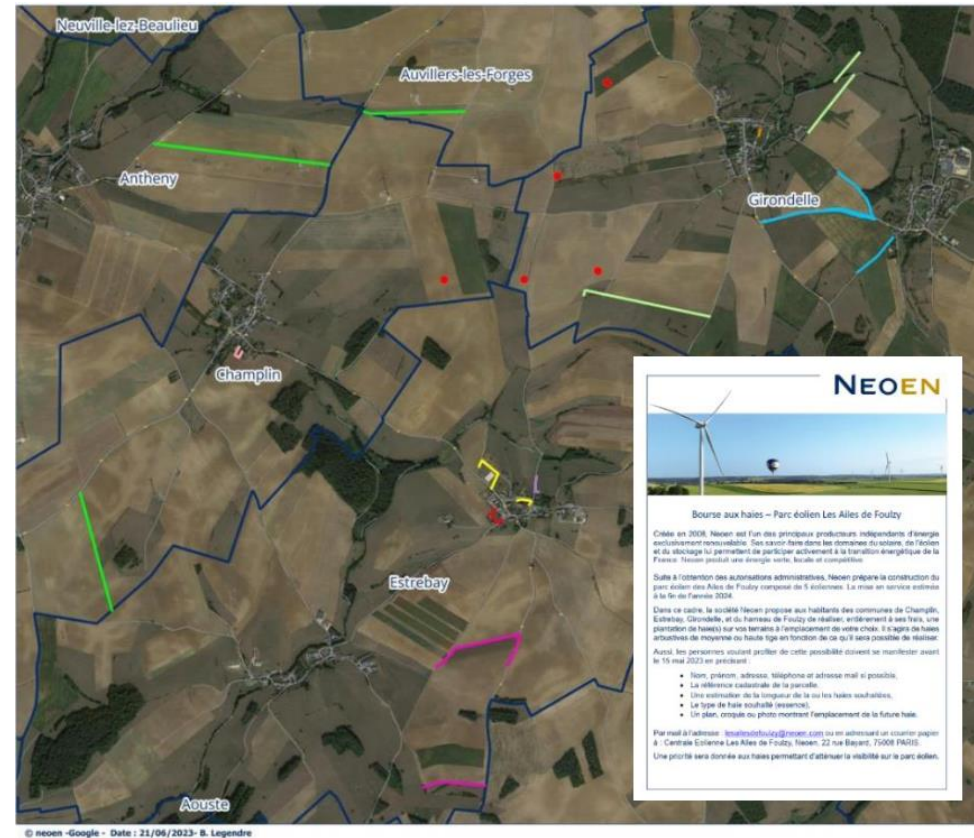 Neuville-lez-Beaulieu
Auvillers-les-Forges
Antheny
Girondelle
Champlin
Estrebay
Aouste
NEOEN
Bourse aux haies – Parc éolien Les Ailes de Foulzy
Créée en 2008, Neoen est l'un des principaux producteurs indépendants d'énergie
exclusivement renouvelable. Ses savoir-faire dans les domaines du solaire, de l'éolien
et du stockage lui permettent de participer activement à la transition énergétique de la
France. Neoen produit une énergie verte, locale et compétitive.
Suite à l'obtention des autorisations administratives, Neoen prépare la construction du
parc éolien des Ailes de Foulzy composé de 5 éoliennes. La mise en service estimée
à la fin de l'année 2024.
Dans ce cadre, la société Neoen propose aux habitants des communes de Champlin,
Estrebay, Girondelle, et du hameau de Foulzy de réaliser, entièrement à ses frais, une
plantation de haie(s) sur vos terrains à l'emplacement de votre choix. Il s'agira de haies
arbustives de moyenne ou haute tige en fonction de ce qu'il sera possible de réaliser.
Aussi, les personnes voulant profiter de cette possibilité doivent se manifester avant
le 15 mai 2023 en précisant :
• Nom, prénom, adresse, téléphone et adresse mail si possible,
• La référence cadastrale de la parcelle,
• Une estimation de la longueur de la ou les haies souhaitées,
• Le type de haie souhaité (essence),
• Un plan, croquis ou photo montrant l'emplacement de la future haie.
Par mail à l'adresse : lesailesdefoulzy@neoen.com ou en adressant un courrier papier
à : Centrale Eolienne Les Ailes de Foulzy, Neoen, 22 rue Bayard, 75008 PARIS.
Une priorité sera donnée aux haies permettant d'atténuer la visibilité sur le parc éolien.
© neoen -Google - Date : 21/06/2023- B. Legendre